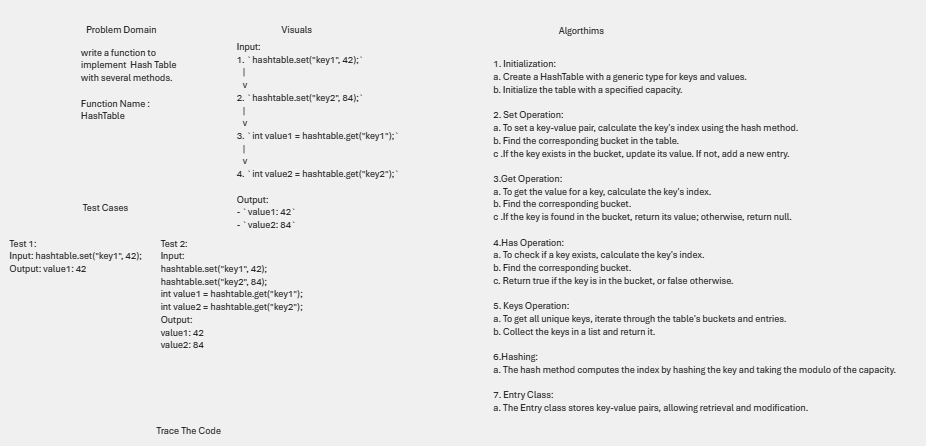 Problem Domain
write a function to
implement  Hash Table
with several methods.
Function Name :
HashTable
Visuals
Input:
1. `hashtable.set("key1", 42);`
|
v
2. `hashtable.set("key2", 84);`
|
v
3. `int value1 = hashtable.get("key1");`
|
v
4. `int value2 = hashtable.get("key2");`
Output:
- `value1: 42`
- `value2: 84`
Test Cases
Test 1:
Input: hashtable.set("key1", 42);
Output: value1: 42
Test 2:
Input:
hashtable.set("key1", 42);
hashtable.set("key2", 84);
int value1 = hashtable.get("key1");
int value2 = hashtable.get("key2");
Output:
value1: 42
value2: 84
Algorthims
1. Initialization:
a. Create a HashTable with a generic type for keys and values.
b. Initialize the table with a specified capacity.
2. Set Operation:
a. To set a key-value pair, calculate the key's index using the hash method.
b. Find the corresponding bucket in the table.
c .If the key exists in the bucket, update its value. If not, add a new entry.
3.Get Operation:
a. To get the value for a key, calculate the key's index.
b. Find the corresponding bucket.
c .If the key is found in the bucket, return its value; otherwise, return null.
4.Has Operation:
a. To check if a key exists, calculate the key's index.
b. Find the corresponding bucket.
c. Return true if the key is in the bucket, or false otherwise.
5. Keys Operation:
a. To get all unique keys, iterate through the table's buckets and entries.
b. Collect the keys in a list and return it.
6.Hashing:
a. The hash method computes the index by hashing the key and taking the modulo of the capacity.
7. Entry Class:
a. The Entry class stores key-value pairs, allowing retrieval and modification.
Trace The Code